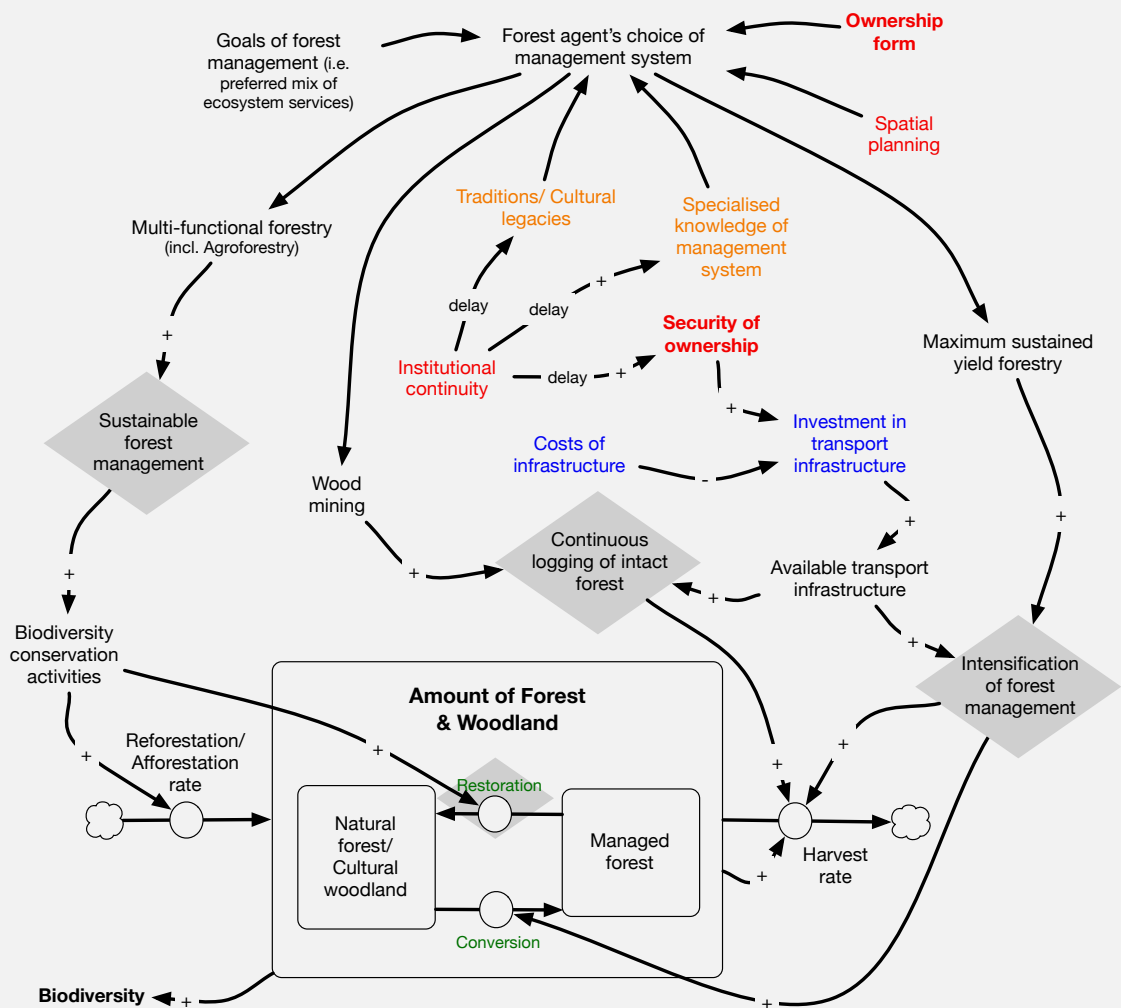 Goals of forest
management (i.e.
preferred mix of
ecosystem services)
Forest agent’s choice of
management system
Ownership
form
Spatial
planning
Traditions/ Cultural
legacies
Specialised
knowledge of
management
system
Multi-functional forestry
(incl. Agroforestry)
delay
delay
+
+
Security of
ownership
Institutional
continuity
delay
+
Maximum sustained
yield forestry
Sustainable
forest
management
+
Costs of
infrastructure
-
Investment in
transport
infrastructure
Wood
mining
+
+
Continuous
logging of intact
forest
+
+
Available transport
infrastructure
+
+
Biodiversity
conservation
activities
Intensification
of forest
management
Amount of Forest
& Woodland
+
Reforestation/
Afforestation
rate
+
+
+
Restoration
Natural
forest/
Cultural
woodland
Managed
forest
Harvest
rate
+
Conversion
Biodiversity
+
+